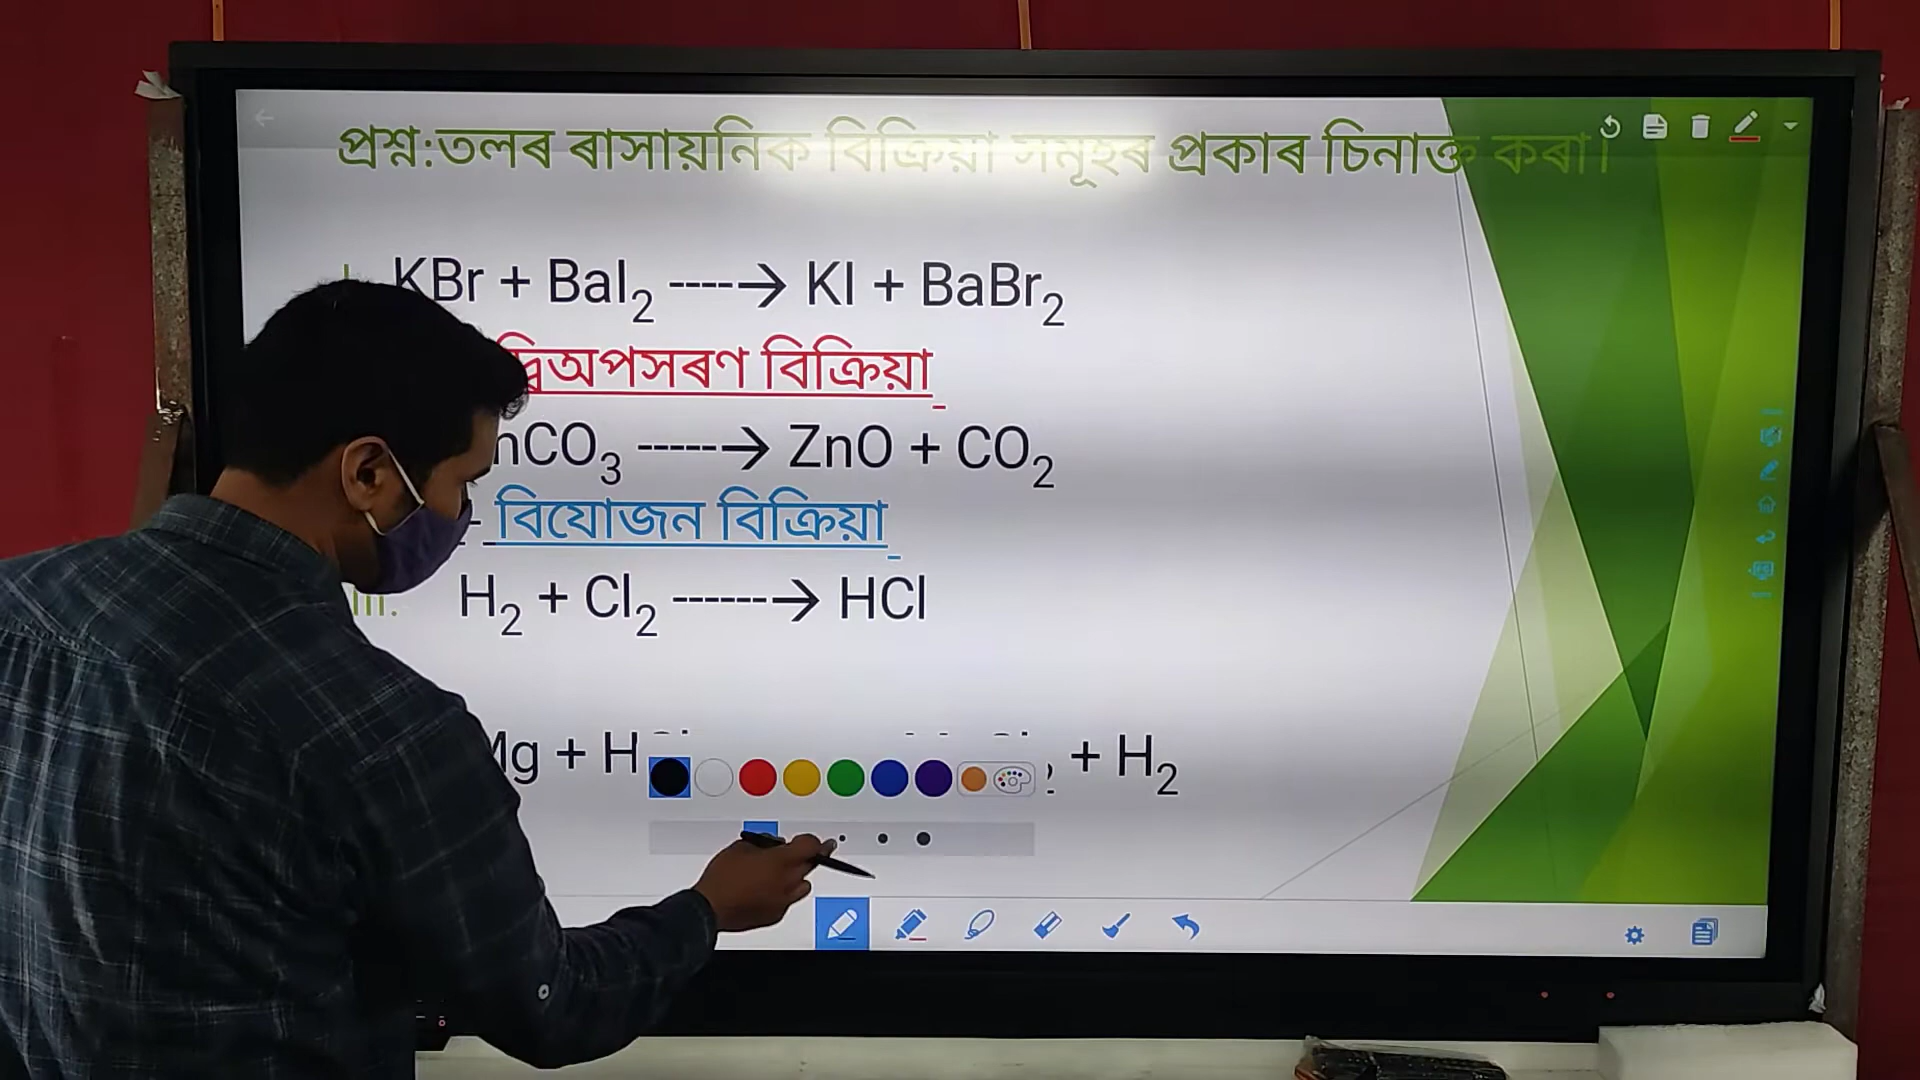 প্ৰশ্ন:তলৰ ৰাসায়নিক বিক্ৰিয়া সমূহৰ প্ৰকাৰ চিনাক্ত কৰা।
KBr + BaI₂ ----→ KI + BaBr₂
দ্বিঅপসৰণ বিক্ৰিয়া
nCO₃ -----→ ZnO + CO₂
- বিযোজন বিক্ৰিয়া
iii. H₂ + Cl₂ ------→ HCl
Mg + H + H₂